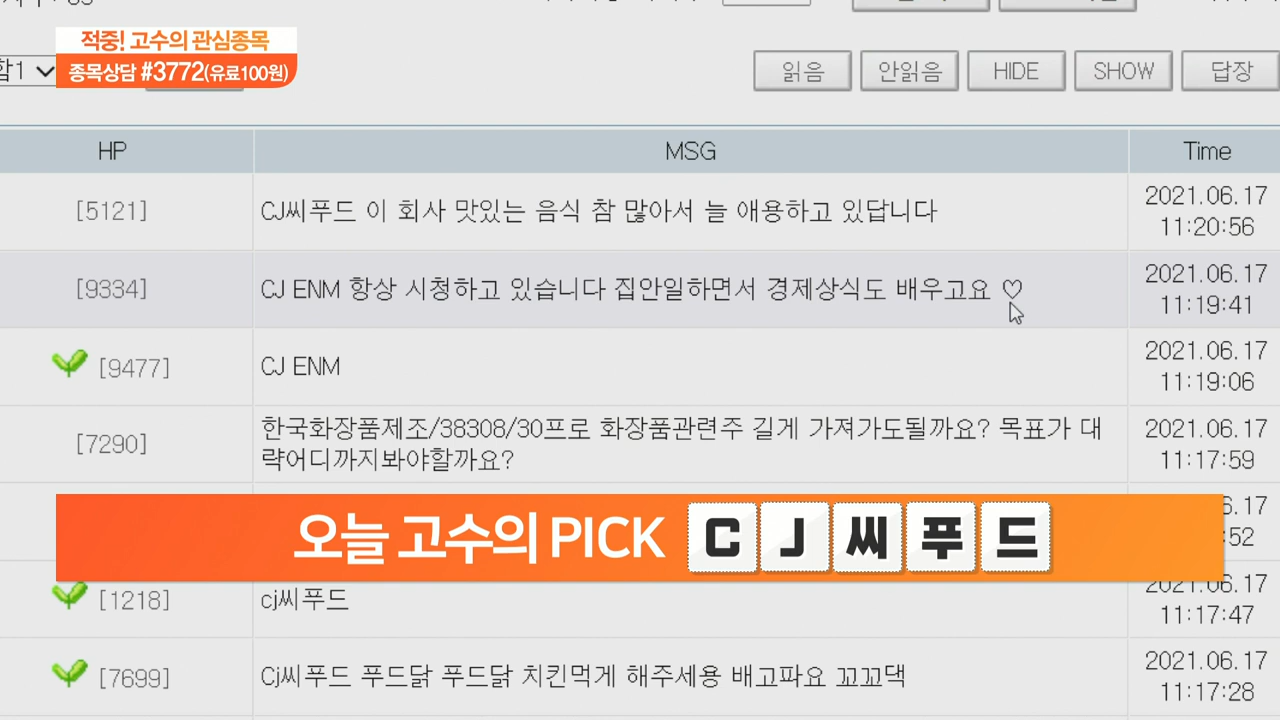 적중! 고수의 관심종목
종목상담 #3772(유료100원)
함1
읽음 안읽음 HIDE SHOW 답장
HP MSG Time
[5121] CJ씨푸드 이 회사 맛있는 음식 참 많아서 늘 애용하고 있답니다 2021.06.17
11:20:56
[9334] CJ ENM 항상 시청하고 있습니다 집안일하면서 경제상식도 배우고요 ♡ 2021.06.17
11:19:41
[9477] CJ ENM 2021.06.17
11:19:06
[7290] 한국화장품제조/38308/30프로 화장품관련주 길게 가져가도될까요? 목표가 대
략어디까지봐야할까요? 2021.06.17
11:17:59
6.17
:52
오늘 고수의 PICK CJ씨푸드
[1218] cj씨푸드 2021.06.17
11:17:47
[7699] Cj씨푸드 푸드닭 푸드닭 치킨먹게 해주세용 배고파요 꼬꼬댁 2021.06.17
11:17:28